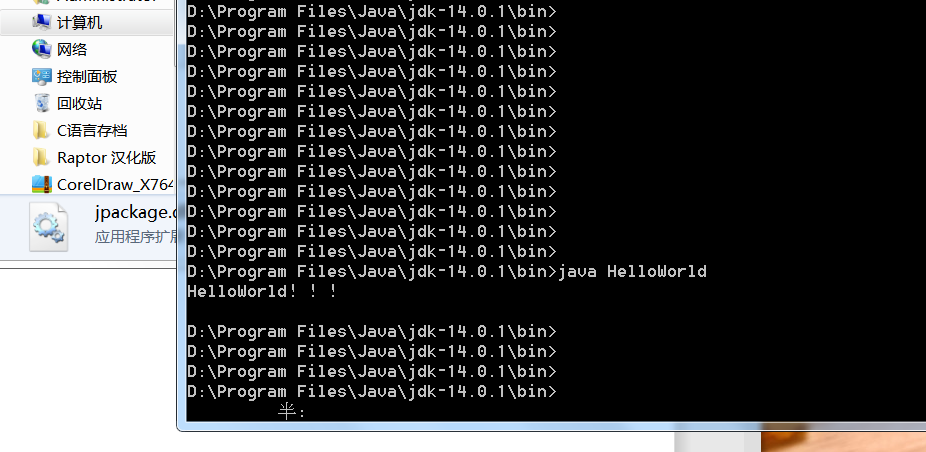 Administrator
计算机
网络
控制面板
回收站
C语言存档
Raptor 汉化版
CorelDraw_X764
jpackage.
应用程序扩展
D:\Program Files\Java\jdk-14.0.1\bin>
D:\Program Files\Java\jdk-14.0.1\bin>
D:\Program Files\Java\jdk-14.0.1\bin>
D:\Program Files\Java\jdk-14.0.1\bin>
D:\Program Files\Java\jdk-14.0.1\bin>
D:\Program Files\Java\jdk-14.0.1\bin>
D:\Program Files\Java\jdk-14.0.1\bin>
D:\Program Files\Java\jdk-14.0.1\bin>
D:\Program Files\Java\jdk-14.0.1\bin>
D:\Program Files\Java\jdk-14.0.1\bin>
D:\Program Files\Java\jdk-14.0.1\bin>
D:\Program Files\Java\jdk-14.0.1\bin>
D:\Program Files\Java\jdk-14.0.1\bin>
D:\Program Files\Java\jdk-14.0.1\bin>java HelloWorld
HelloWorld！！！
D:\Program Files\Java\jdk-14.0.1\bin>
D:\Program Files\Java\jdk-14.0.1\bin>
D:\Program Files\Java\jdk-14.0.1\bin>
D:\Program Files\Java\jdk-14.0.1\bin>
半: